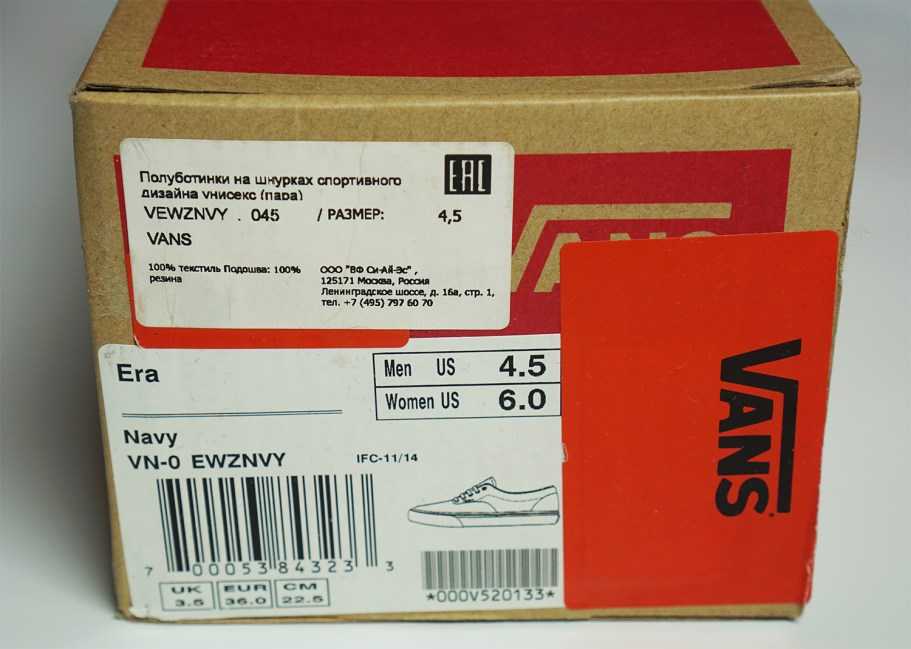 Полуботинки на шнурках спортивного
дизайна унисекс (пара)
EAC
VEWZNVY . 045 / РАЗМЕР: 4,5
VANS
100% текстиль Подошва: 100%
резина
ООО "ВФ Си-Ай-Эс" ,
125171 Москва, Россия
Ленинградское шоссе, д. 16а, стр. 1,
тел. +7 (495) 797 60 70
VANS
Era
Men US 4.5
Women US 6.0
Navy
VN-0 EWZNVY IFC-11/14
7 00053 84323 3
UK EUR CM
3.5 36.0 22.5
*000V520133*
VANS